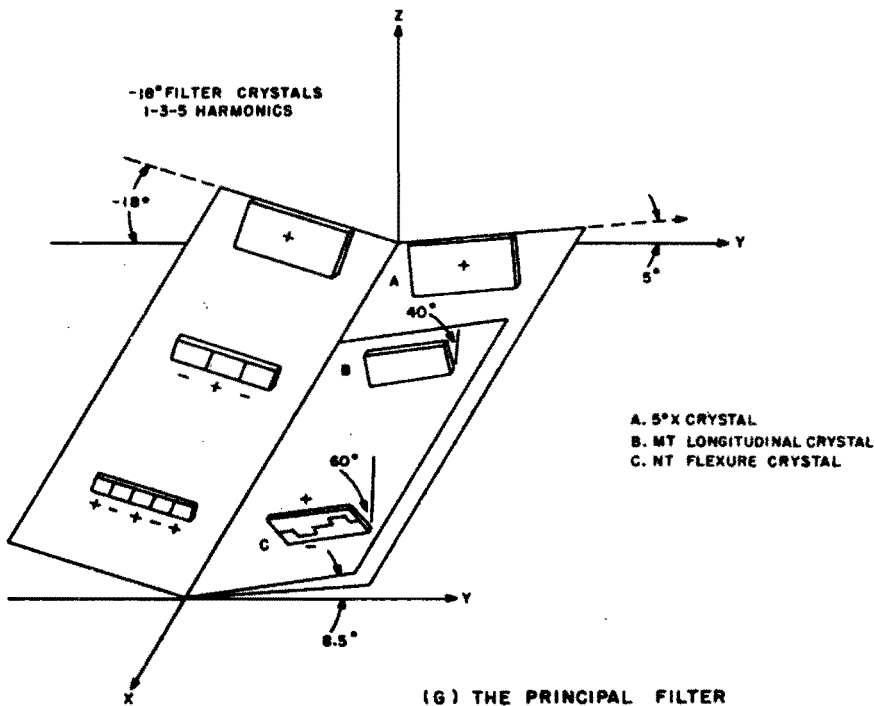 Z
-18° FILTER CRYSTALS
1-3-5 HARMONICS
-18°
+
+
Y
5°
A
40°
B
- + -
A. 5° X CRYSTAL
B. MT LONGITUDINAL CRYSTAL
C. NT FLEXURE CRYSTAL
60°
+
+ - + - +
C
-
Y
8.5°
X
(G) THE PRINCIPAL FILTER